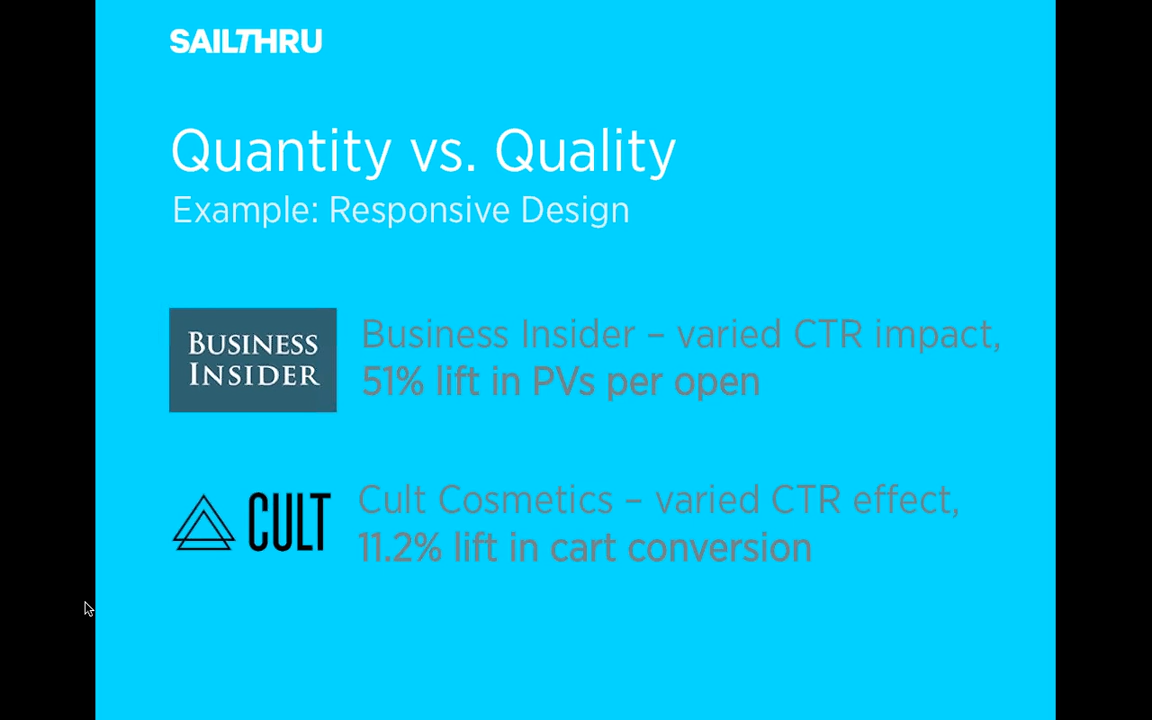 SAILTHRU
Quantity vs. Quality
Example: Responsive Design
BUSINESS
INSIDER
Business Insider – varied CTR impact,
51% lift in PVs per open
CULT
Cult Cosmetics – varied CTR effect,
11.2% lift in cart conversion